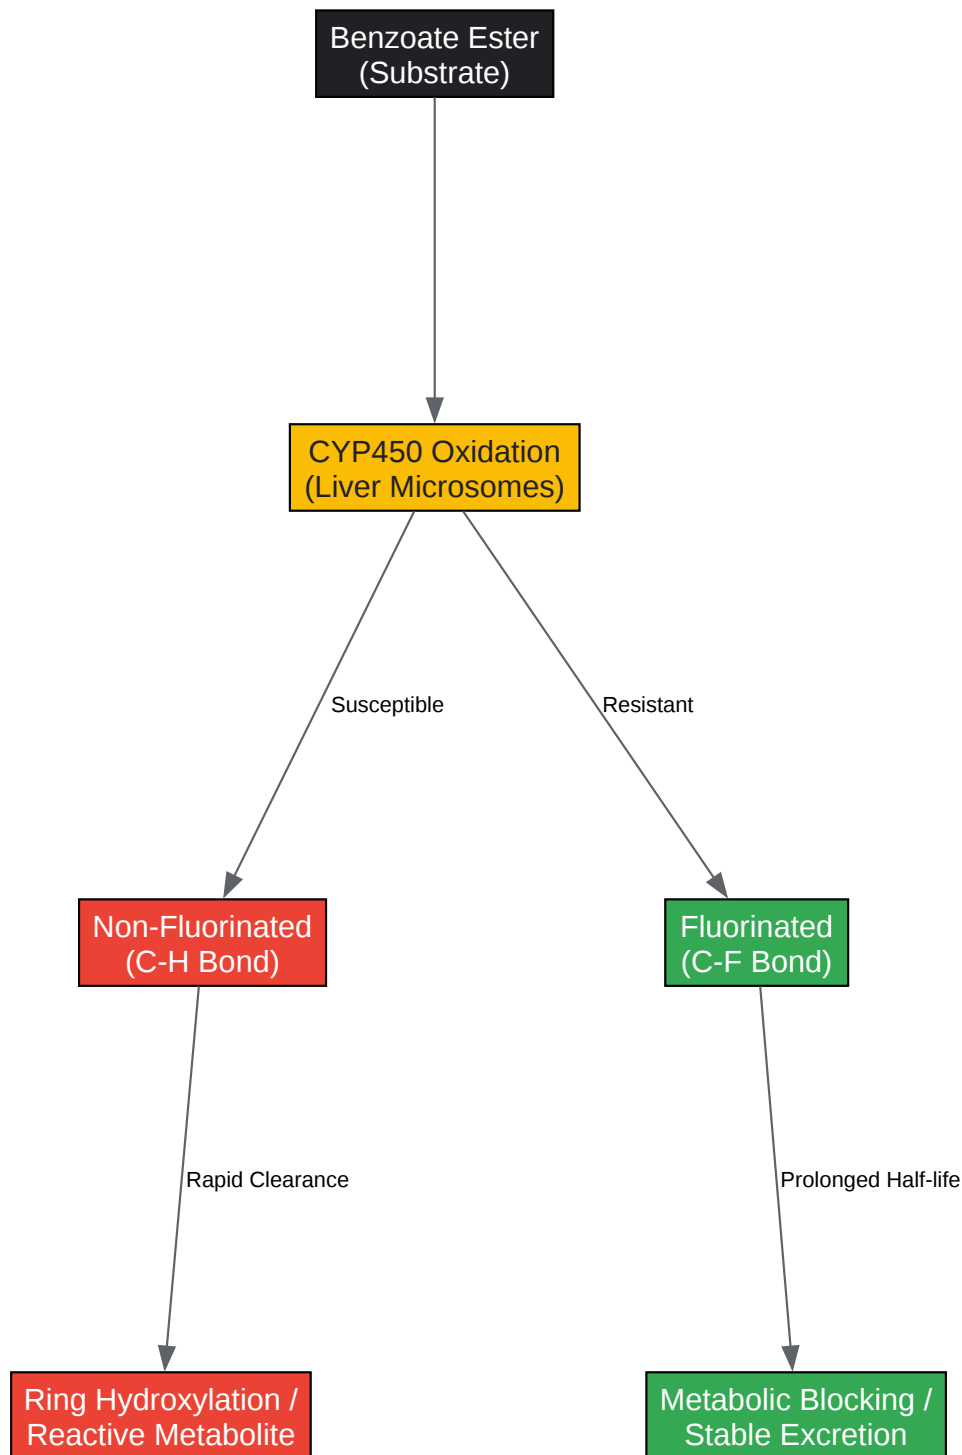 Benzoate Ester
(Substrate)
CYP450 Oxidation
(Liver Microsomes)
Susceptible
Resistant
Non-Fluorinated
(C-H Bond)
Fluorinated
(C-F Bond)
Rapid Clearance
Prolonged Half-life
Ring Hydroxylation /
Reactive Metabolite
Metabolic Blocking /
Stable Excretion